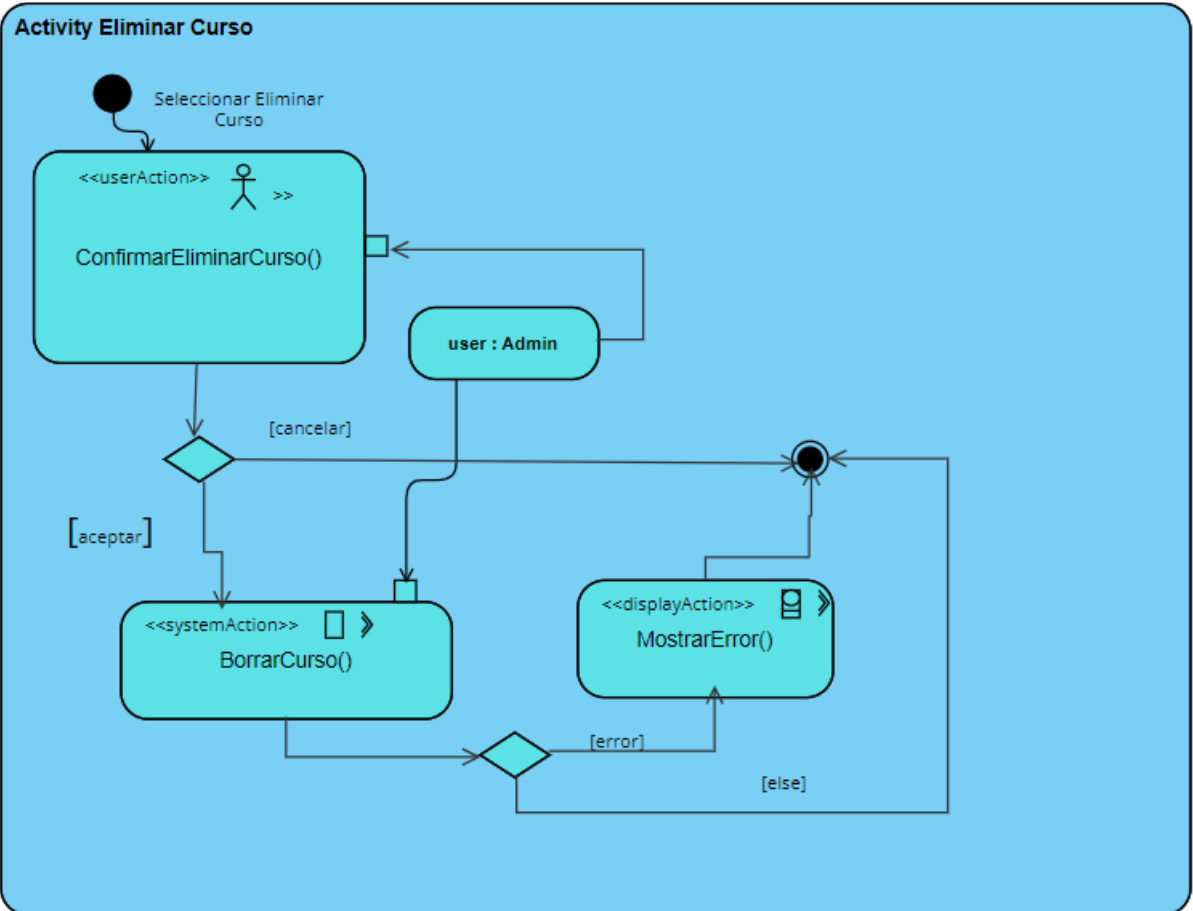 Activity Eliminar Curso
Seleccionar Eliminar
Curso
<<userAction>>
>>
ConfirmarEliminarCurso()
user : Admin
[cancelar]
[aceptar]
<<systemAction>>
BorrarCurso()
<<displayAction>>
MostrarError()
[error]
[else]